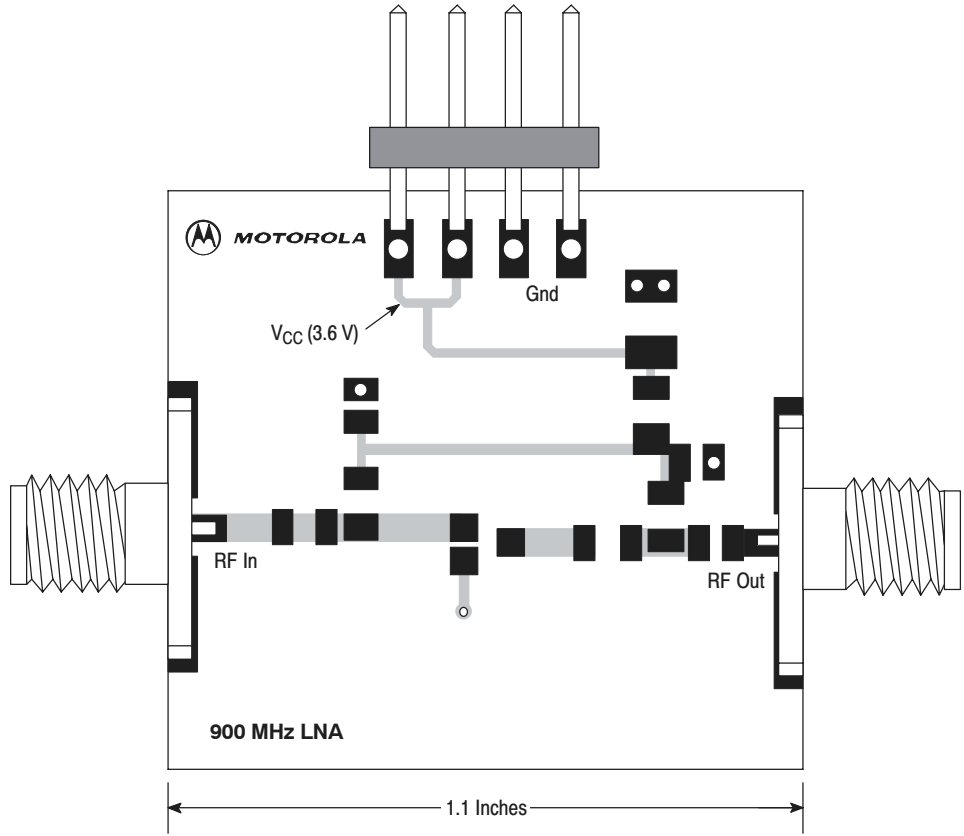 MOTOROLA
Gnd
VCC (3.6 V)
RF In
RF Out
900 MHz LNA
1.1 Inches